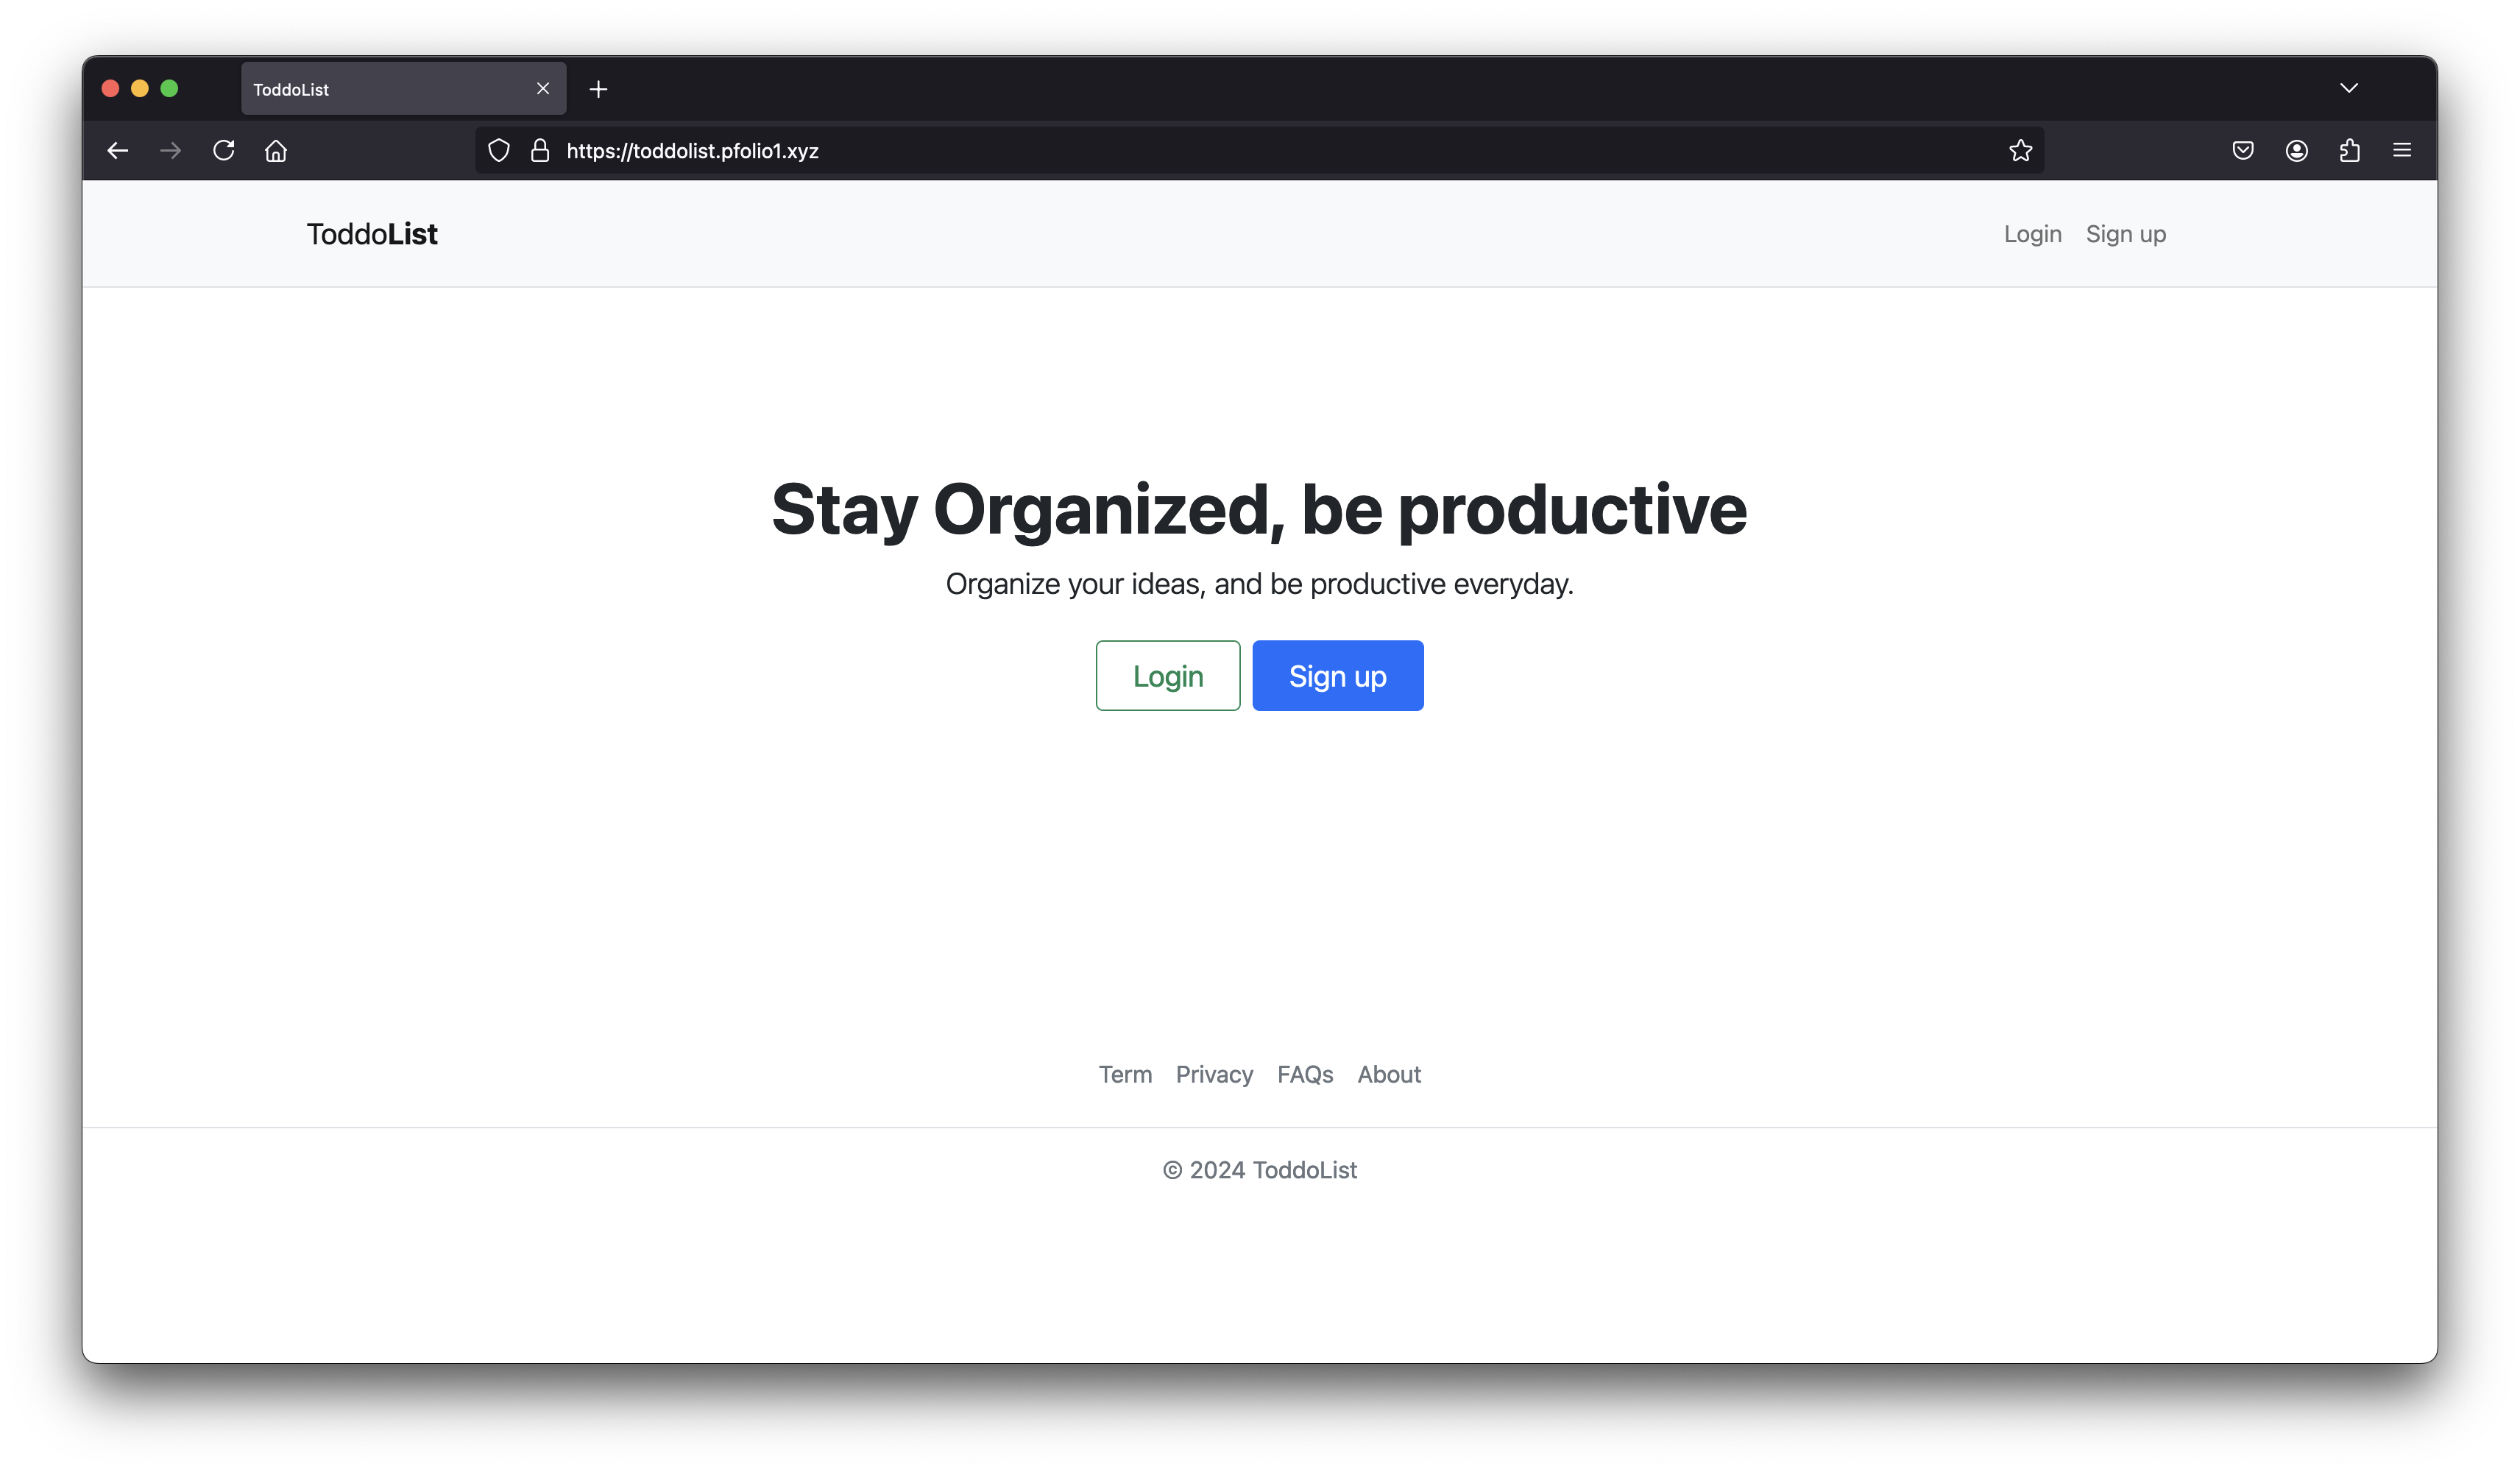 ToddoList
https://toddolist.pfolio1.xyz
ToddoList
Login Sign up
Stay Organized, be productive
Organize your ideas, and be productive everyday.
Login Sign up
Term Privacy FAQs About
© 2024 ToddoList